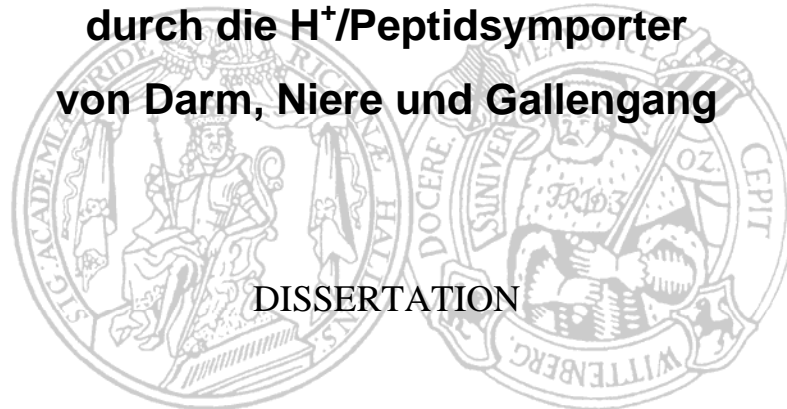 durch die H⁺/Peptidsymporter
von Darm, Niere und Gallengang
DISSERTATION